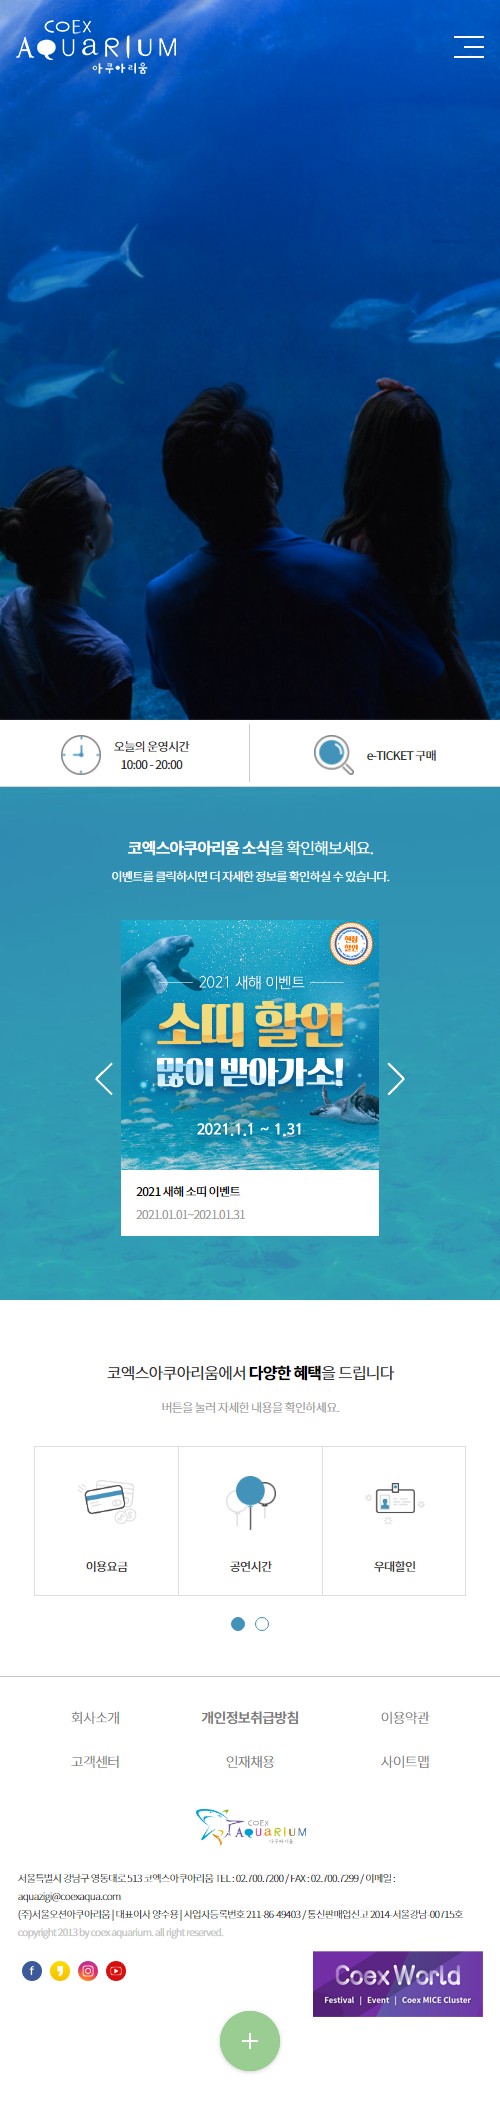 COEX
AQUARIUM
아쿠아리움
오늘의 운영시간
10:00 - 20:00
e-TICKET 구매
코엑스아쿠아리움 소식을 확인해보세요.
이벤트를 클릭하시면 더 자세한 정보를 확인하실 수 있습니다.
현장
할인
2021 새해 이벤트
소띠 할인
많이 받아가소!
2021.1.1 ~ 1.31
2021 새해 소띠 이벤트
2021.01.01~2021.01.31
코엑스아쿠아리움에서 다양한 혜택을 드립니다
버튼을 눌러 자세한 내용을 확인하세요.
이용요금
공연시간
우대할인
회사소개
개인정보취급방침
이용약관
고객센터
인재채용
사이트맵
COEX
AQUARIUM
아쿠아리움
서울특별시 강남구 영동대로 513 코엑스아쿠아리움 TEL : 02.700.7200 / FAX : 02.700.7299 / 이메일 :
aquazigi@coexaqua.com
(주)서울오션아쿠아리움 | 대표이사 양수용 | 사업자등록번호 211-86-49403 / 통신판매업신고 2014-서울강남-00715호
copyright 2013 by coex aquarium. all right reserved.
Coex World
Festival | Event | Coex MICE Cluster